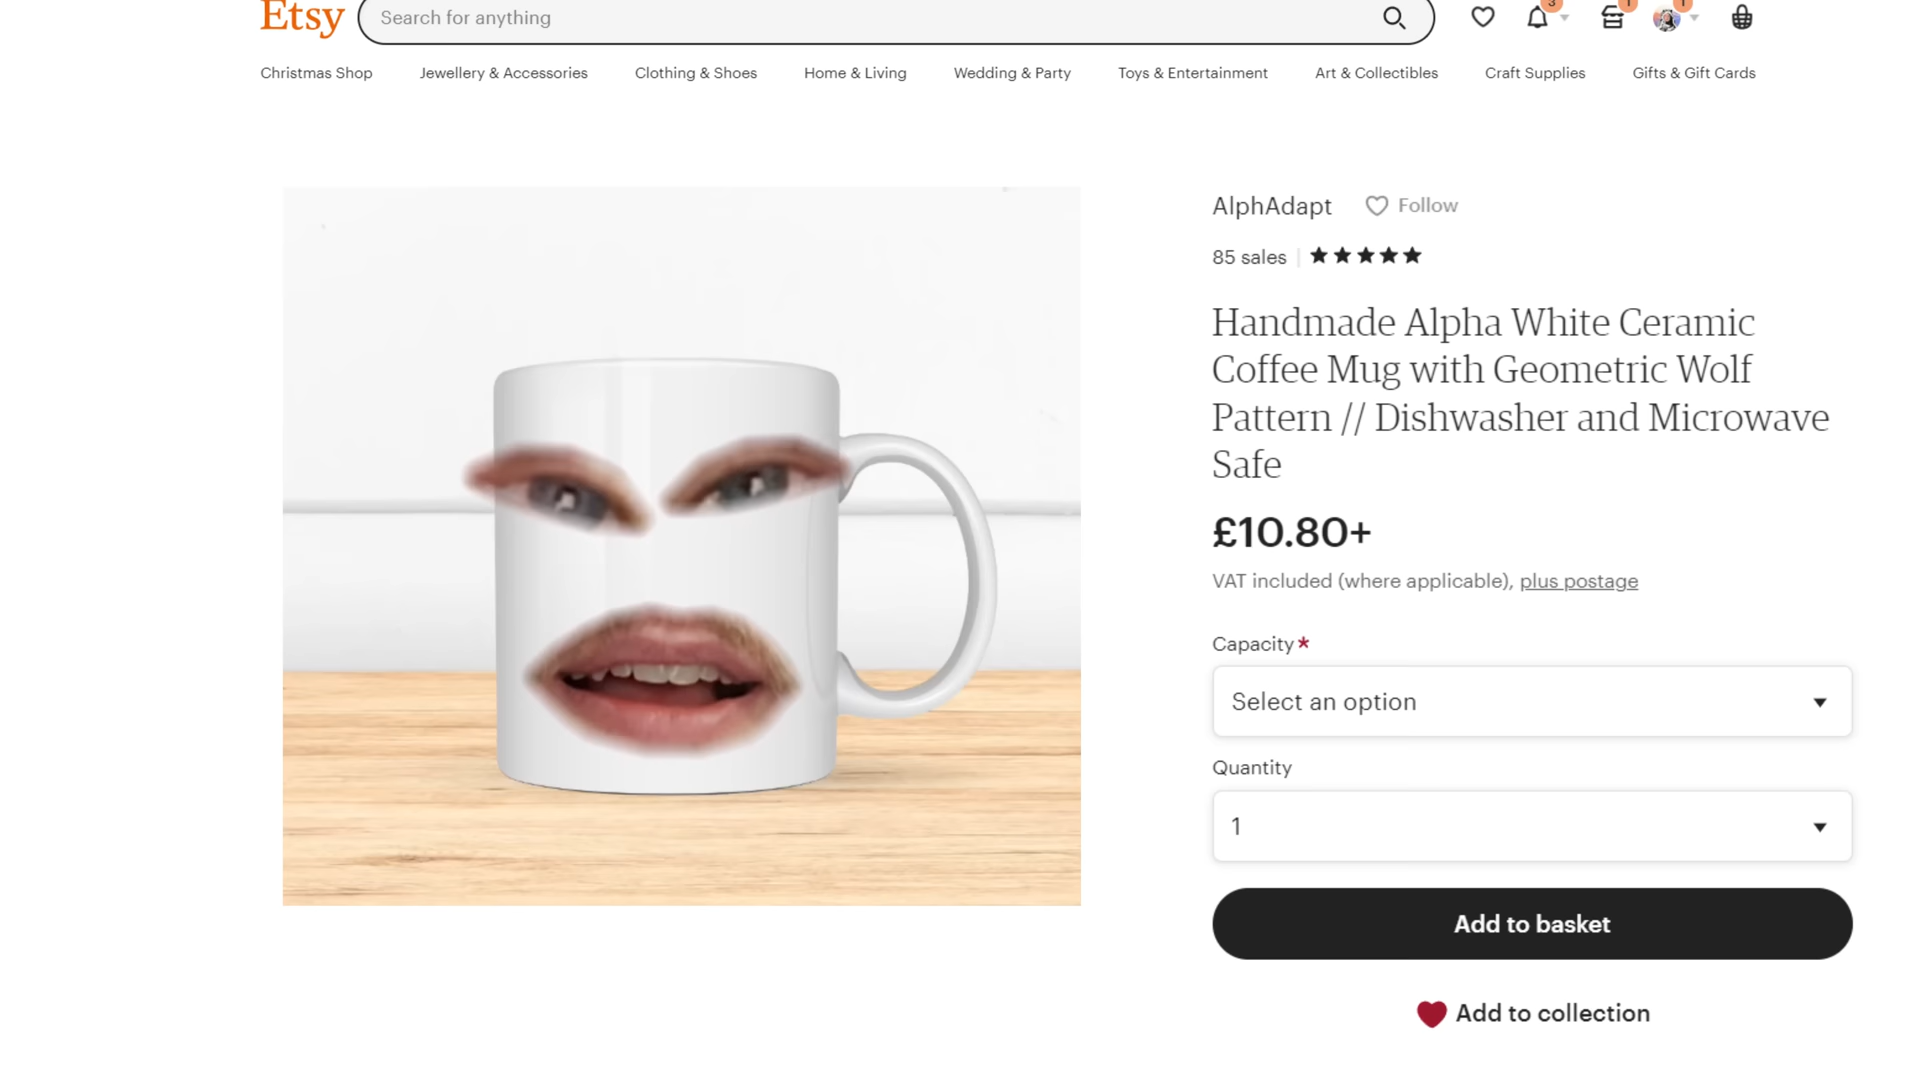 Etsy
Search for anything
3
1
1
Christmas Shop
Jewellery & Accessories
Clothing & Shoes
Home & Living
Wedding & Party
Toys & Entertainment
Art & Collectibles
Craft Supplies
Gifts & Gift Cards
AlphAdapt
Follow
85 sales
Handmade Alpha White Ceramic
Coffee Mug with Geometric Wolf
Pattern // Dishwasher and Microwave
Safe
£10.80+
VAT included (where applicable), plus postage
Capacity*
Select an option
Quantity
1
Add to basket
Add to collection